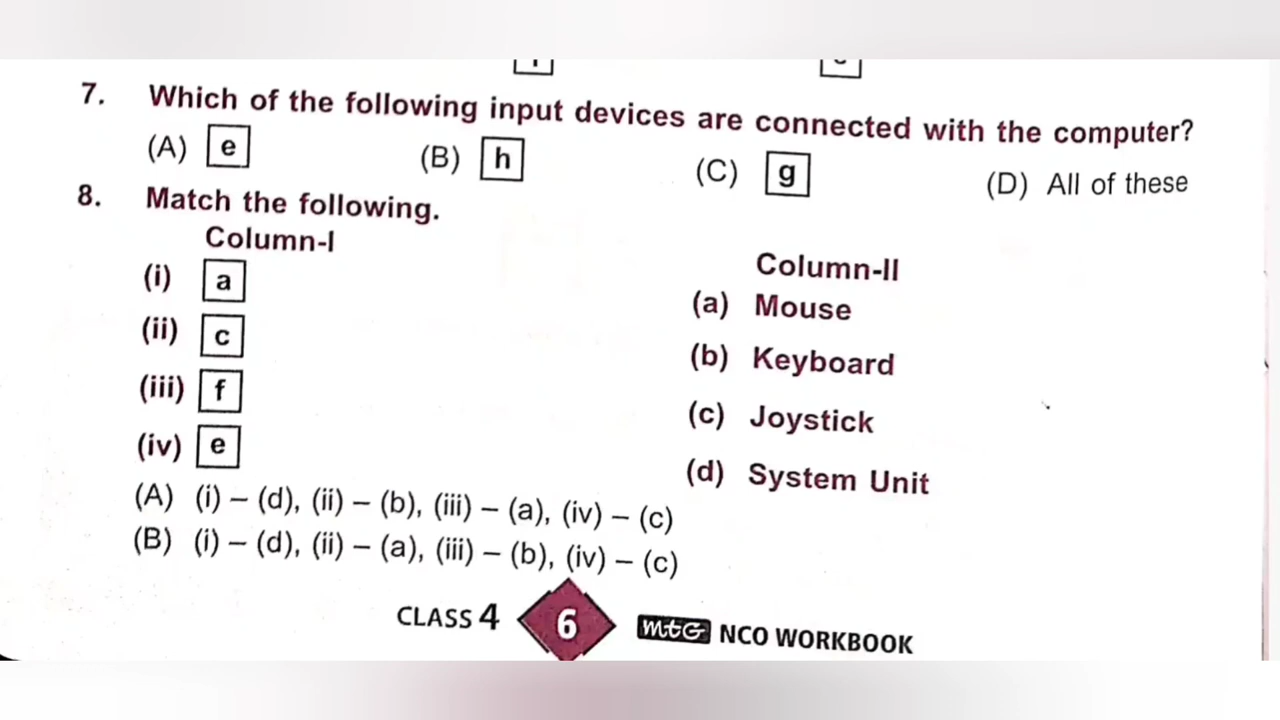 7. Which of the following input devices are connected with the computer?
(A) e (B) h (C) g (D) All of these
8. Match the following.
Column-I Column-II
(i) a (a) Mouse
(ii) c (b) Keyboard
(iii) f (c) Joystick
(iv) e (d) System Unit
(A) (i) – (d), (ii) – (b), (iii) – (a), (iv) – (c)
(B) (i) – (d), (ii) – (a), (iii) – (b), (iv) – (c)
CLASS 4 6 mtG NCO WORKBOOK